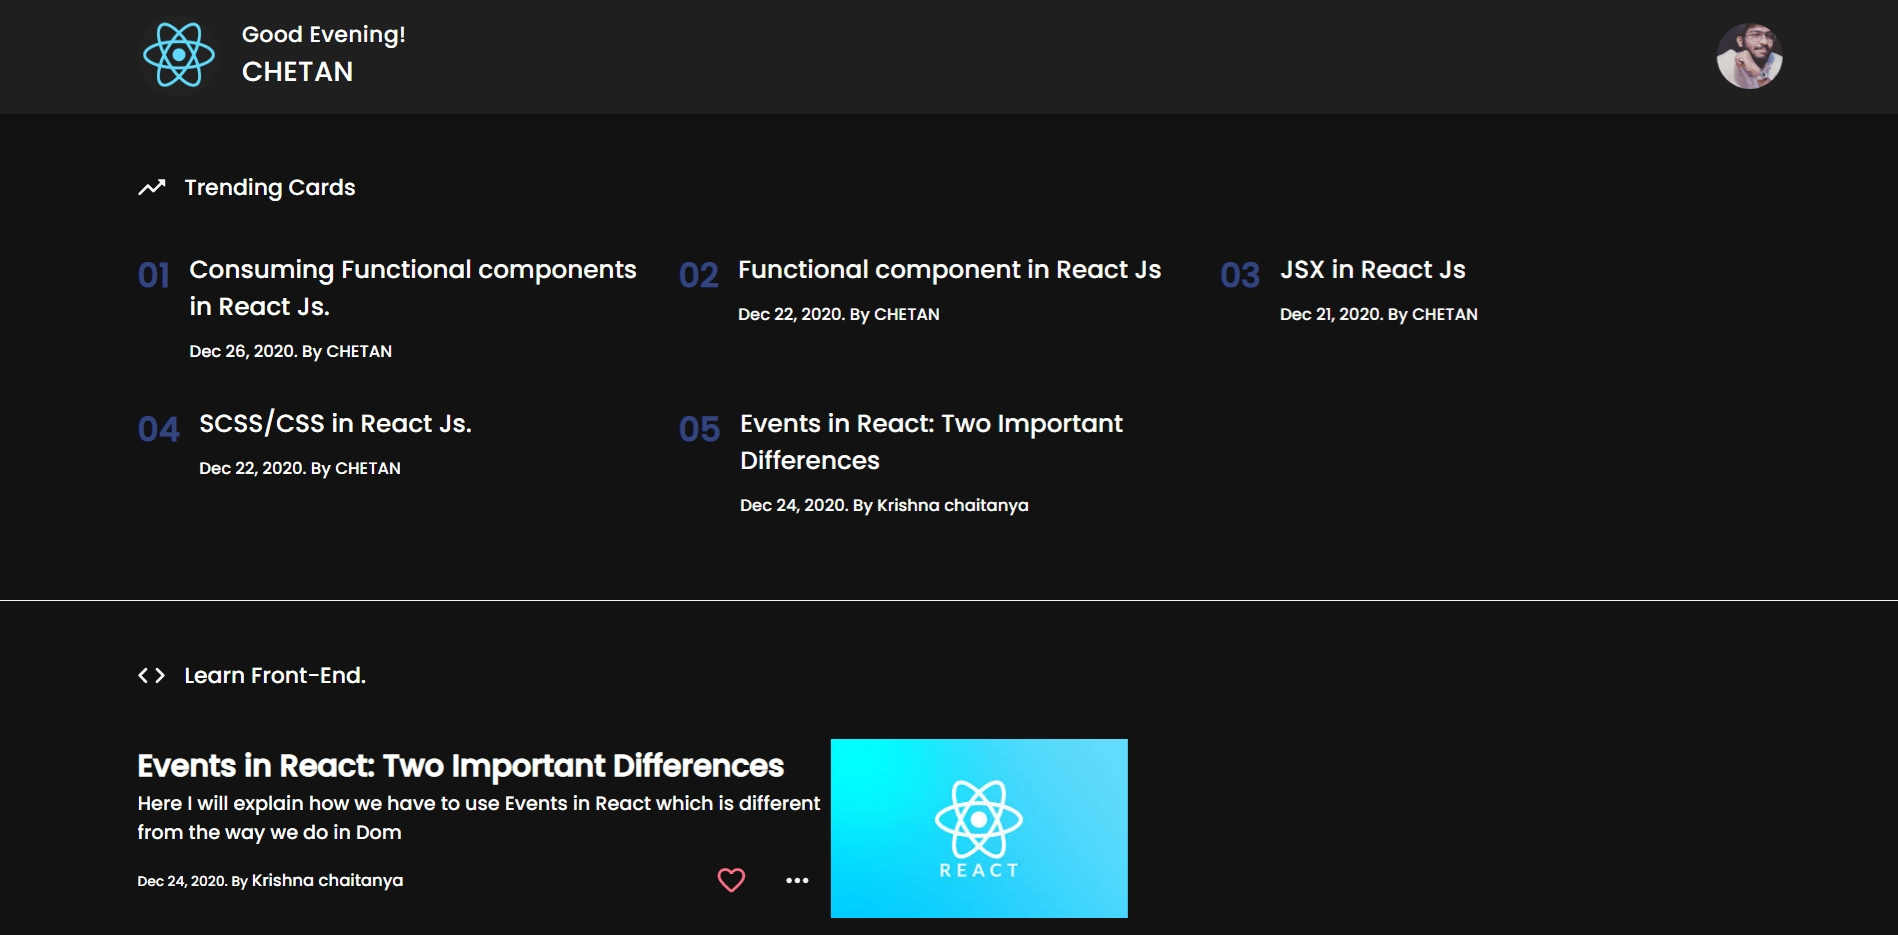 Good Evening!
CHETAN
Trending Cards
01
Consuming Functional components
in React Js.
Dec 26, 2020. By CHETAN
02
Functional component in React Js
Dec 22, 2020. By CHETAN
03
JSX in React Js
Dec 21, 2020. By CHETAN
04
SCSS/CSS in React Js.
Dec 22, 2020. By CHETAN
05
Events in React: Two Important
Differences
Dec 24, 2020. By Krishna chaitanya
Learn Front-End.
Events in React: Two Important Differences
Here I will explain how we have to use Events in React which is different
from the way we do in Dom
Dec 24, 2020. By Krishna chaitanya
REACT